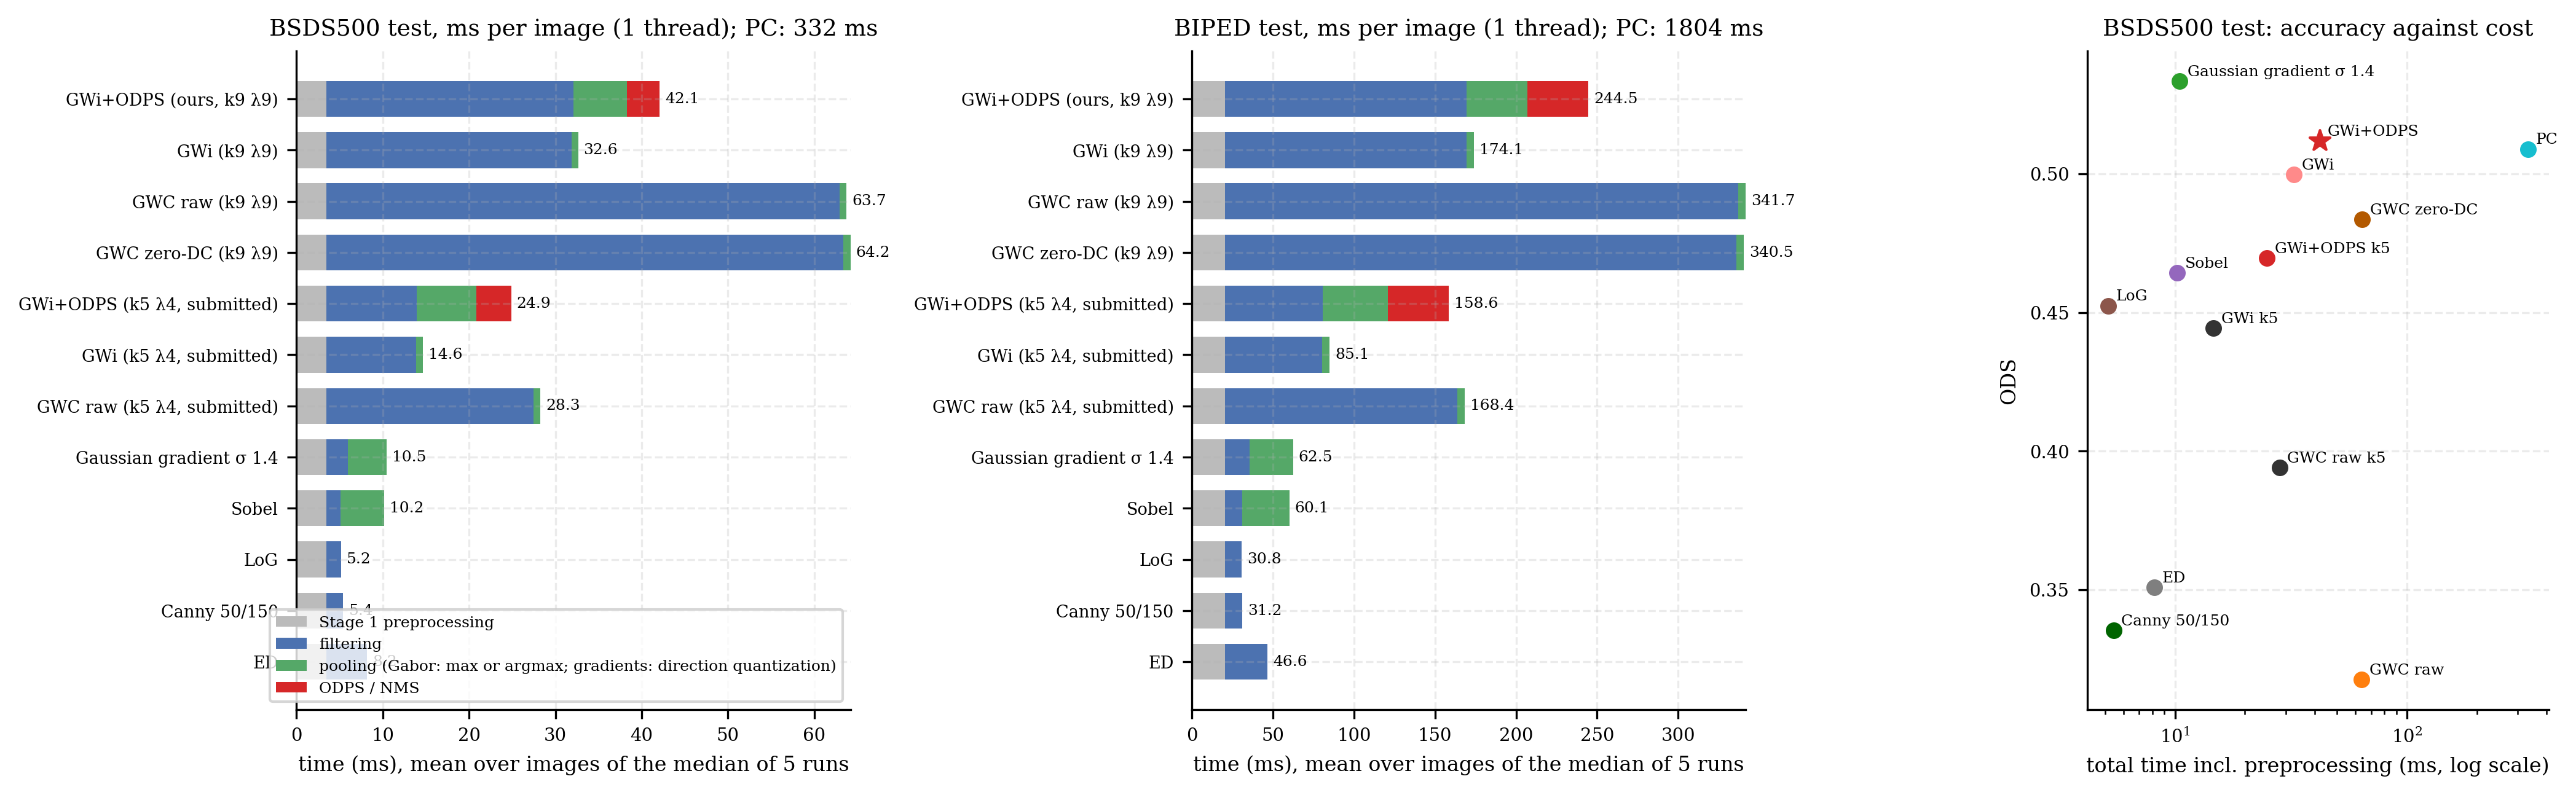 BSDS500 test, ms per image (1 thread); PC: 332 ms
GWi+ODPS (ours, k9 λ9)
42.1
GWi (k9 λ9)
32.6
GWC raw (k9 λ9)
63.7
GWC zero-DC (k9 λ9)
64.2
GWi+ODPS (k5 λ4, submitted)
24.9
GWi (k5 λ4, submitted)
14.6
GWC raw (k5 λ4, submitted)
28.3
Gaussian gradient σ 1.4
10.5
Sobel
10.2
LoG
5.2
Canny 50/150
5.4
ED
Stage 1 preprocessing
filtering
pooling (Gabor: max or argmax; gradients: direction quantization)
ODPS / NMS
0 10 20 30 40 50 60
time (ms), mean over images of the median of 5 runs
BIPED test, ms per image (1 thread); PC: 1804 ms
GWi+ODPS (ours, k9 λ9)
244.5
GWi (k9 λ9)
174.1
GWC raw (k9 λ9)
341.7
GWC zero-DC (k9 λ9)
340.5
GWi+ODPS (k5 λ4, submitted)
158.6
GWi (k5 λ4, submitted)
85.1
GWC raw (k5 λ4, submitted)
168.4
Gaussian gradient σ 1.4
62.5
Sobel
60.1
LoG
30.8
Canny 50/150
31.2
ED
46.6
0 50 100 150 200 250 300
time (ms), mean over images of the median of 5 runs
BSDS500 test: accuracy against cost
Gaussian gradient σ 1.4
GWi+ODPS
PC
GWi
GWC zero-DC
GWi+ODPS k5
Sobel
LoG
GWi k5
GWC raw k5
ED
Canny 50/150
GWC raw
0.50
0.45
0.40
0.35
ODS
10¹ 10²
total time incl. preprocessing (ms, log scale)